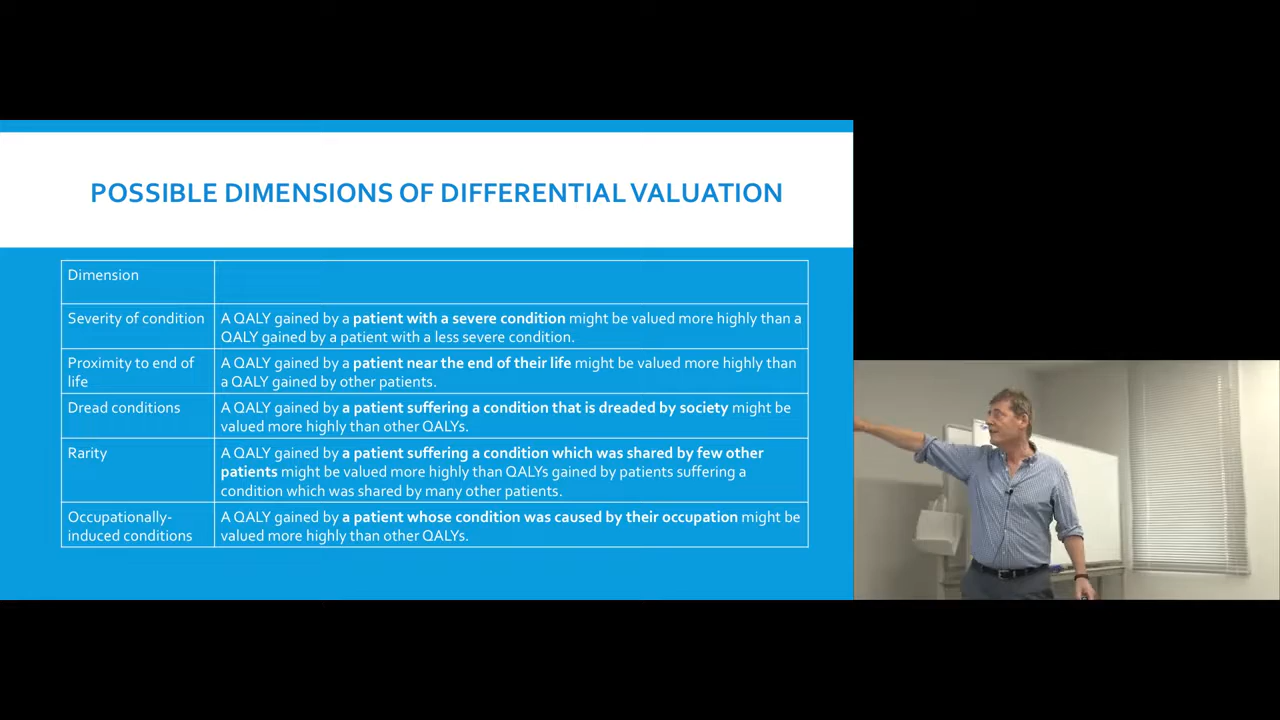 POSSIBLE DIMENSIONS OF DIFFERENTIAL VALUATION
Dimension
Severity of condition
A QALY gained by a patient with a severe condition might be valued more highly than a
QALY gained by a patient with a less severe condition.
Proximity to end of
life
A QALY gained by a patient near the end of their life might be valued more highly than
a QALY gained by other patients.
Dread conditions
A QALY gained by a patient suffering a condition that is dreaded by society might be
valued more highly than other QALYs.
Rarity
A QALY gained by a patient suffering a condition which was shared by few other
patients might be valued more highly than QALYs gained by patients suffering a
condition which was shared by many other patients.
Occupationally-
induced conditions
A QALY gained by a patient whose condition was caused by their occupation might be
valued more highly than other QALYs.